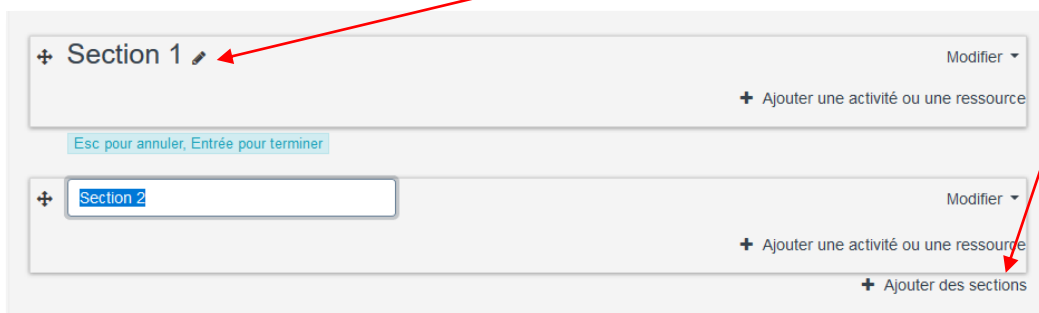 Section 1
Modifier
Ajouter une activité ou une ressource
Esc pour annuler, Entrée pour terminer
Section 2
Modifier
Ajouter une activité ou une ressource
Ajouter des sections